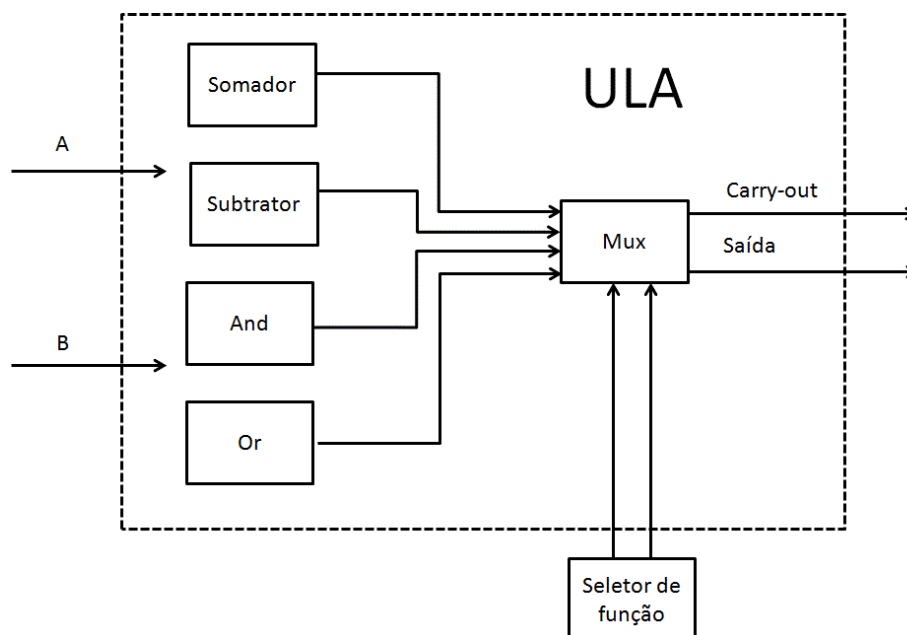 ULA
Somador
A
Subtrator
Carry-out
Mux
Saída
And
B
Or
Seletor de
função